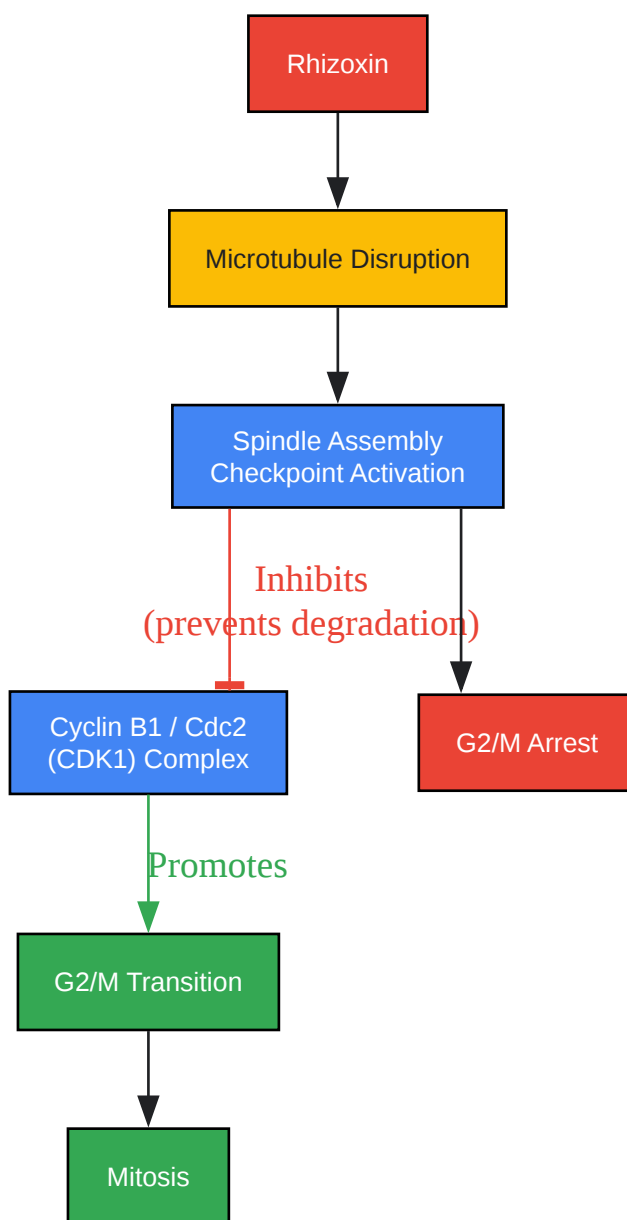 Rhizoxin
Microtubule Disruption
Spindle Assembly
Checkpoint Activation
Inhibits
(prevents degradation)
Cyclin B1 / Cdc2
(CDK1) Complex
G2/M Arrest
Promotes
G2/M Transition
Mitosis